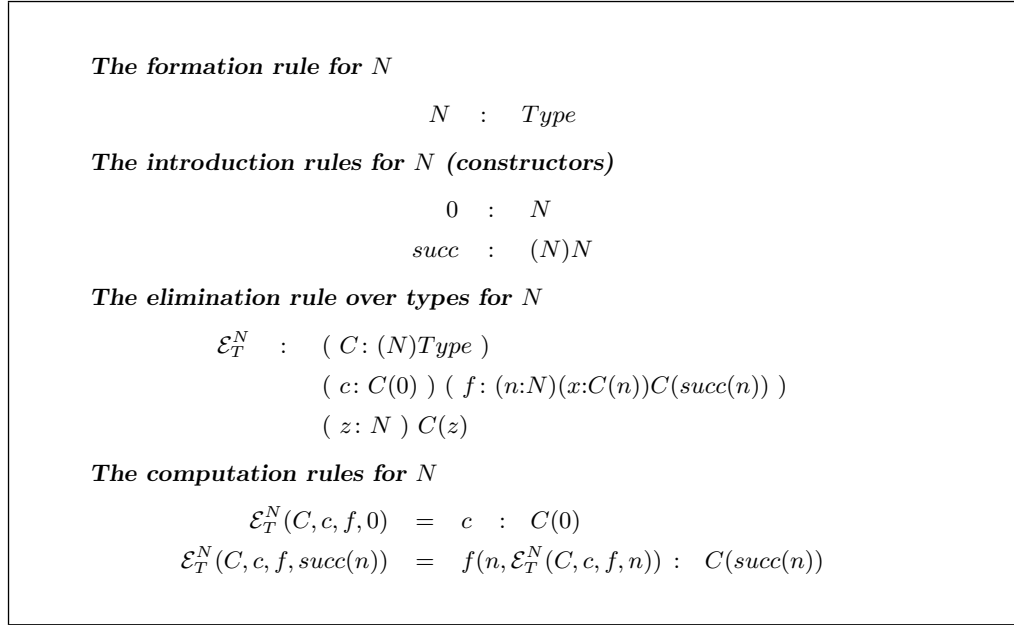 The formation rule for N
N : Type
The introduction rules for N (constructors)
0 : N
succ : (N)N
The elimination rule over types for N
ℰ_T^N : ( C : (N)Type )
( c : C(0) ) ( f : (n:N)(x:C(n))C(succ(n)) )
( z : N ) C(z)
The computation rules for N
ℰ_T^N(C, c, f, 0) = c : C(0)
ℰ_T^N(C, c, f, succ(n)) = f(n, ℰ_T^N(C, c, f, n)) : C(succ(n))